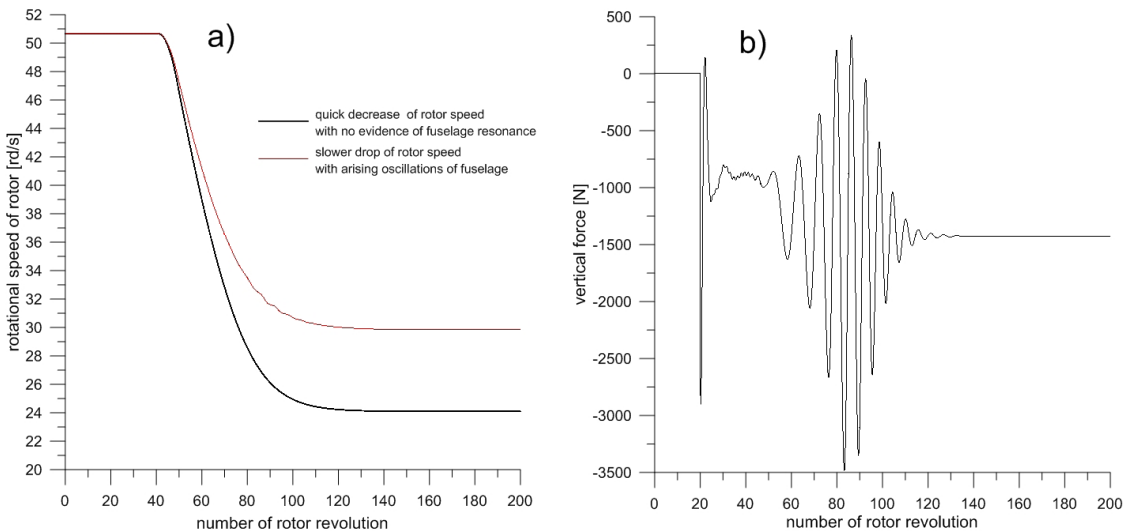 a)
52
50
48
46
44
42
40
38
36
34
32
30
28
26
24
22
20
rotational speed of rotor [rd/s]
quick decrease of rotor speed
with no evidence of fuselage resonance
slower drop of rotor speed
with arising oscillations of fuselage
0 20 40 60 80 100 120 140 160 180 200
number of rotor revolution
b)
500
0
-500
-1000
-1500
-2000
-2500
-3000
-3500
vertical force [N]
0 20 40 60 80 100 120 140 160 180 200
number of rotor revolution